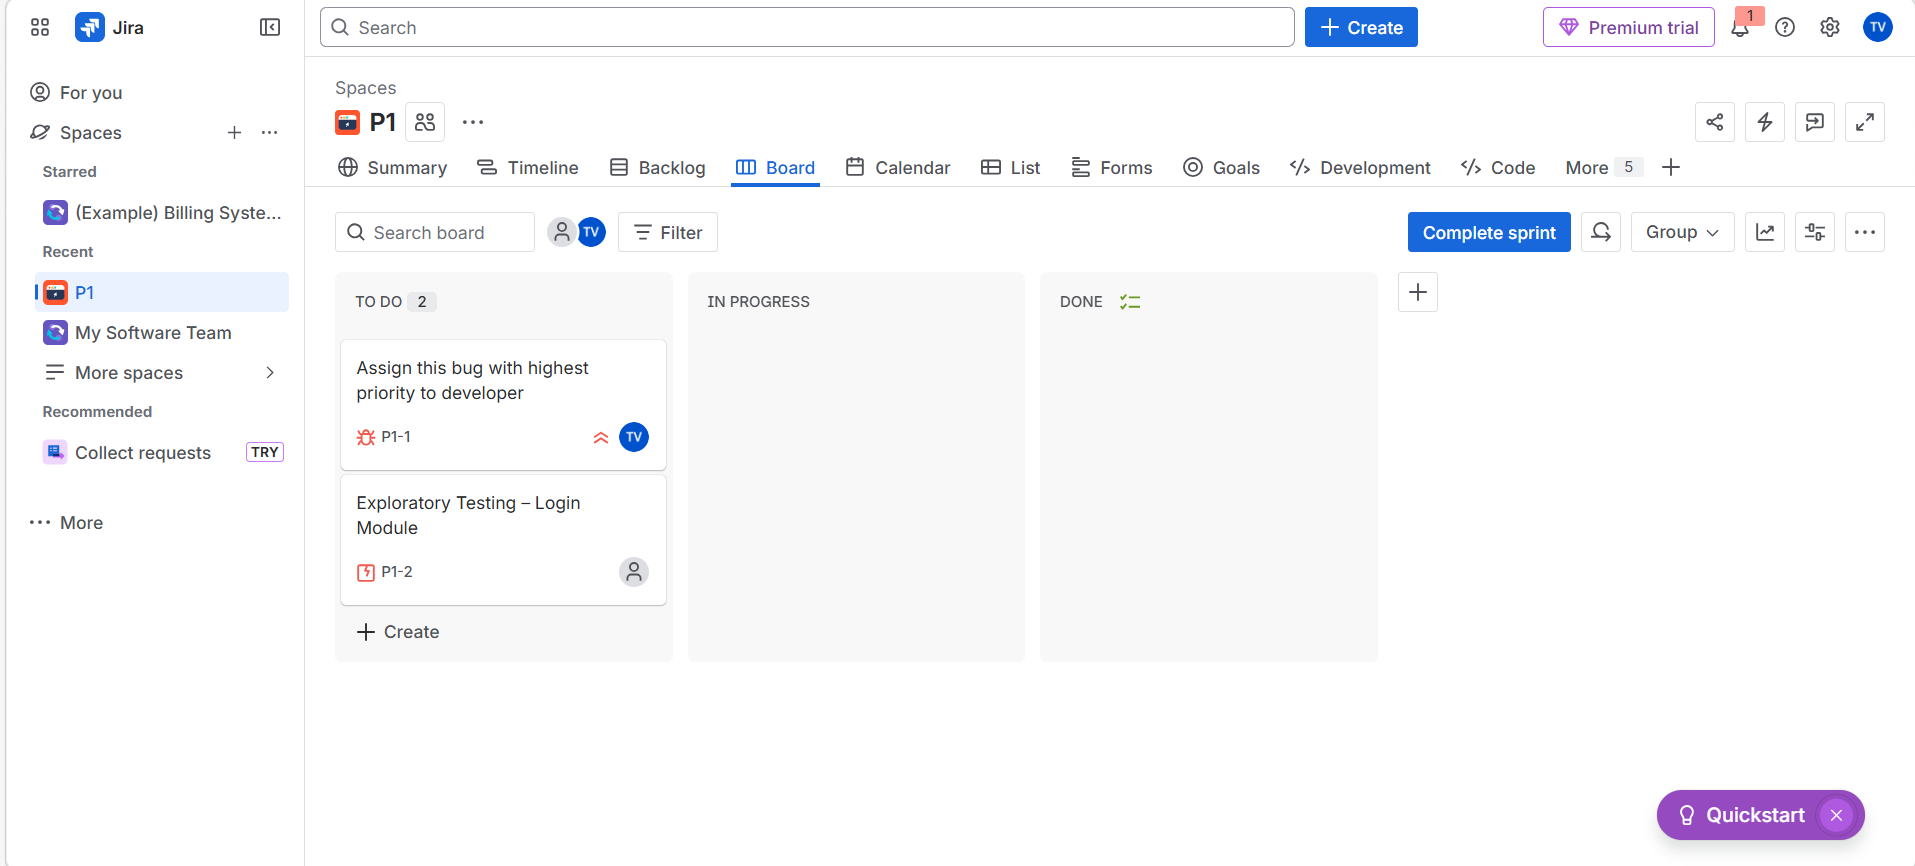 Jira
Search
Create
Premium trial
1
TV
For you
Spaces
Starred
(Example) Billing Syste...
Recent
P1
My Software Team
More spaces
Recommended
Collect requests
TRY
More
Spaces
P1
Summary
Timeline
Backlog
Board
Calendar
List
Forms
Goals
Development
Code
More 5
Search board
TV
Filter
Complete sprint
Group
TO DO 2
Assign this bug with highest
priority to developer
P1-1
TV
Exploratory Testing – Login
Module
P1-2
Create
IN PROGRESS
DONE
Quickstart